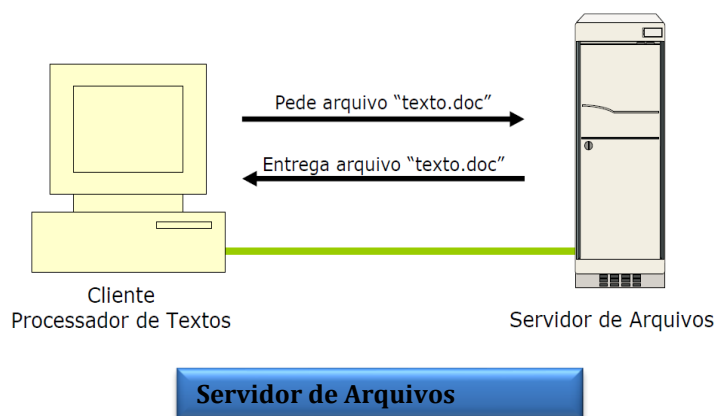 Pede arquivo “texto.doc”
Entrega arquivo “texto.doc”
Cliente
Processador de Textos
Servidor de Arquivos
Servidor de Arquivos